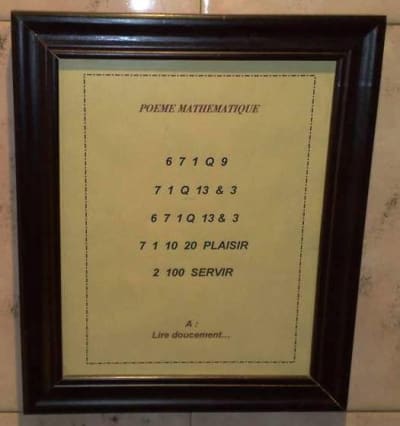 POEME MATHEMATIQUE
6 7 1 Q 9
7 1 Q 13 & 3
6 7 1 Q 13 & 3
7 1 10 20 PLAISIR
2 100 SERVIR
A :
Lire doucement...